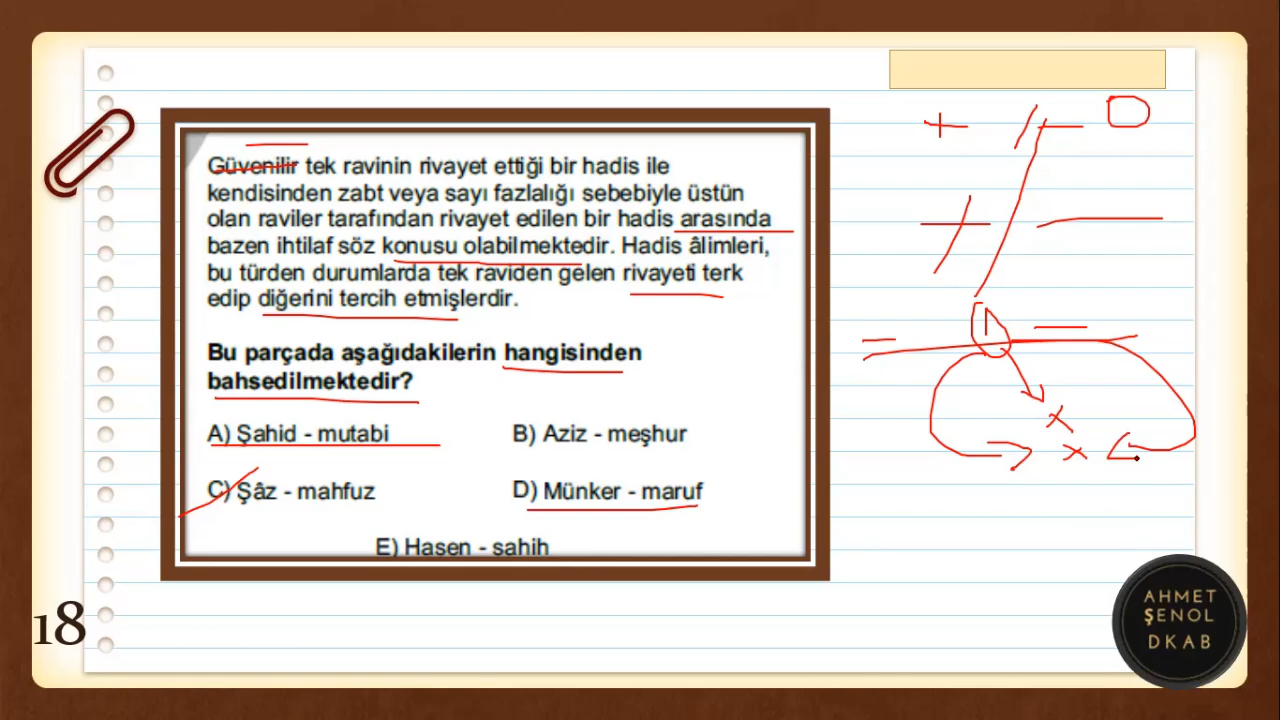 Güvenilir tek ravinin rivayet ettiği bir hadis ile
kendisinden zabt veya sayı fazlalığı sebebiyle üstün
olan raviler tarafından rivayet edilen bir hadis arasında
bazen ihtilaf söz konusu olabilmektedir. Hadis âlimleri,
bu türden durumlarda tek raviden gelen rivayeti terk
edip diğerini tercih etmişlerdir.
Bu parçada aşağıdakilerin hangisinden
bahsedilmektedir?
A) Şahid - mutabi
B) Aziz - meşhur
C) Şâz - mahfuz
D) Münker - maruf
E) Hasen - sahih
18
AHMET
ŞENOL
DKAB